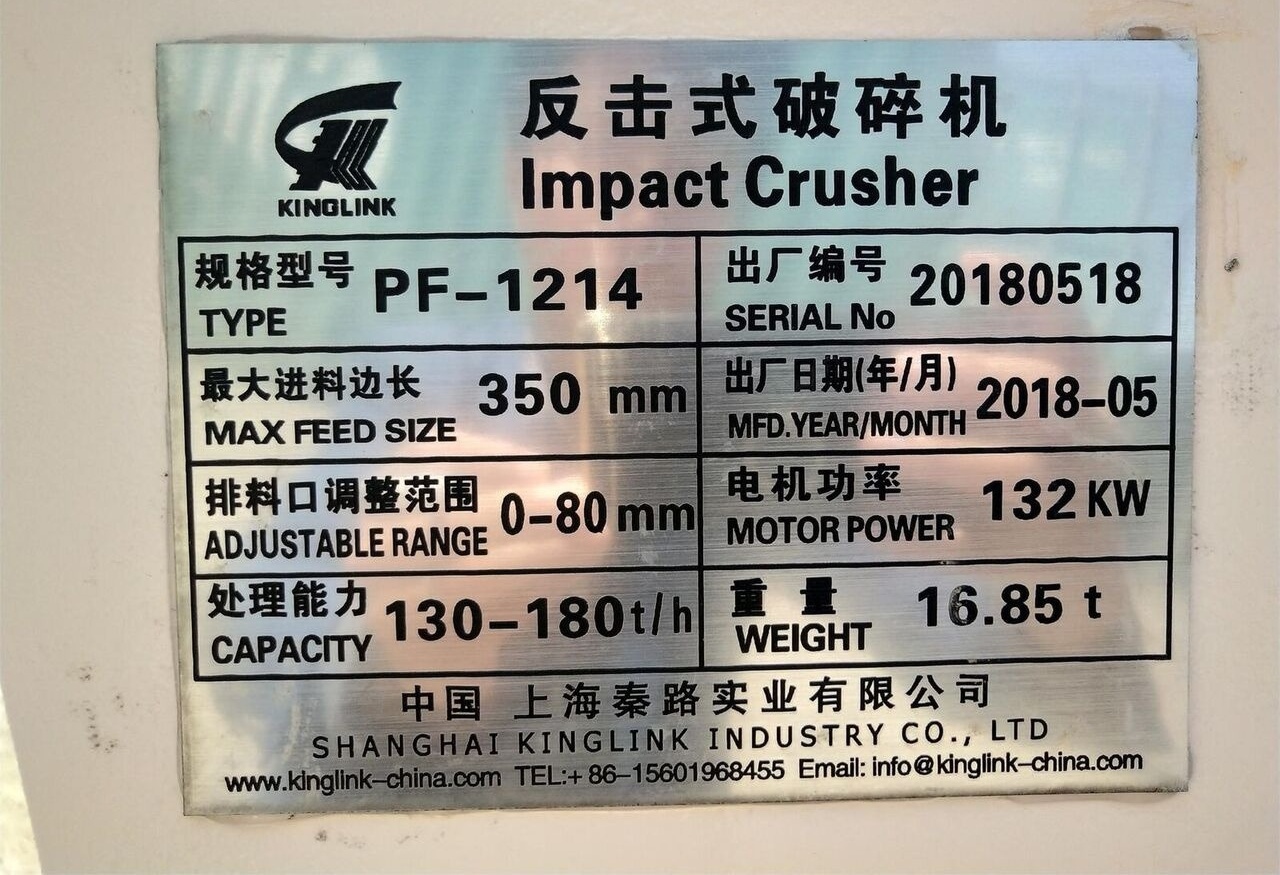 KINGLINK
反击式破碎机
Impact Crusher
规格型号 PF-1214
TYPE
出厂编号 20180518
SERIAL No
最大进料边长 350 mm
MAX FEED SIZE
出厂日期(年/月) 2018-05
MFD.YEAR/MONTH
排料口调整范围 0-80mm
ADJUSTABLE RANGE
电机功率 132 KW
MOTOR POWER
处理能力 130-180t/h
CAPACITY
重量 16.85 t
WEIGHT
中国 上海秦路实业有限公司
SHANGHAI KINGLINK INDUSTRY CO., LTD
www.kinglink-china.com TEL:+86-15601968455 Email: info@kinglink-china.com